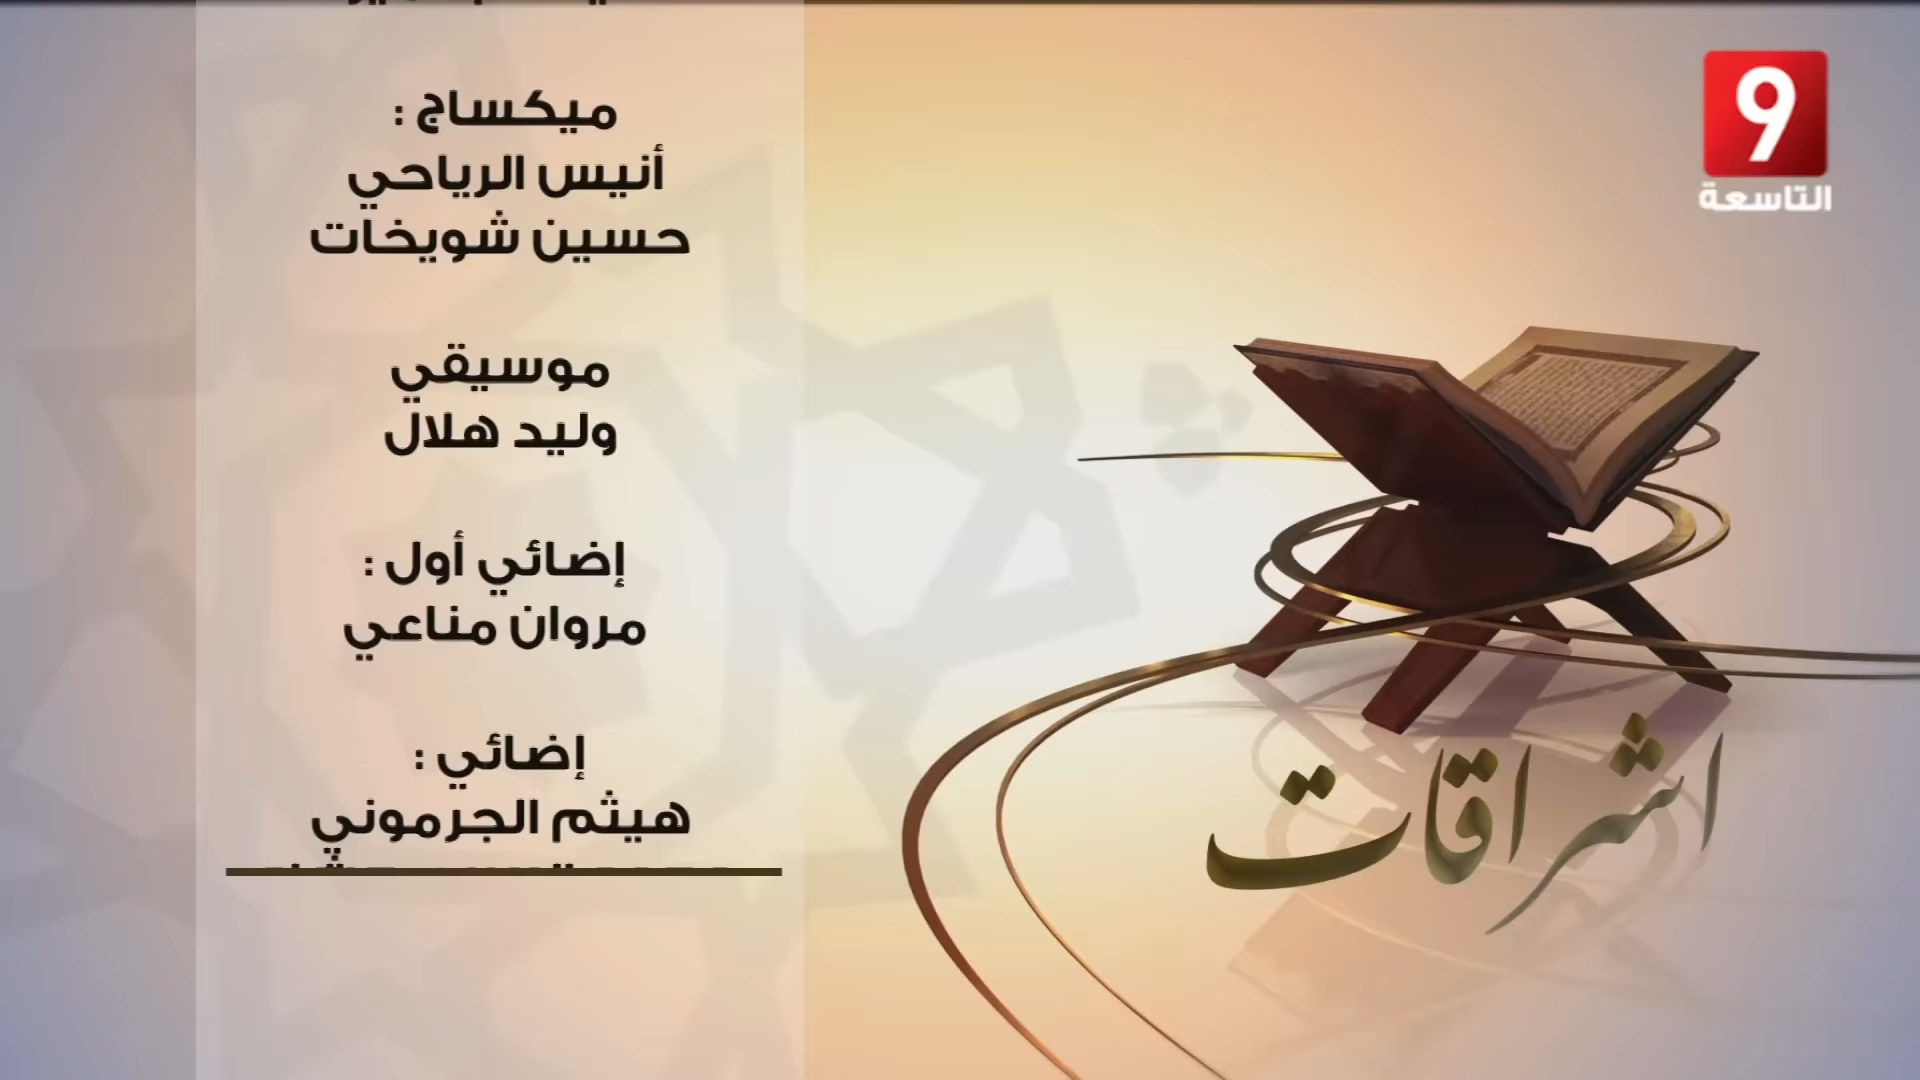 ميكساج :
أنيس الرياحي
حسين شويخات
موسيقي
وليد هلال
إضائي أول :
مروان مناعي
إضائي :
هيثم الجرموني
9
التاسعة
اشراقات